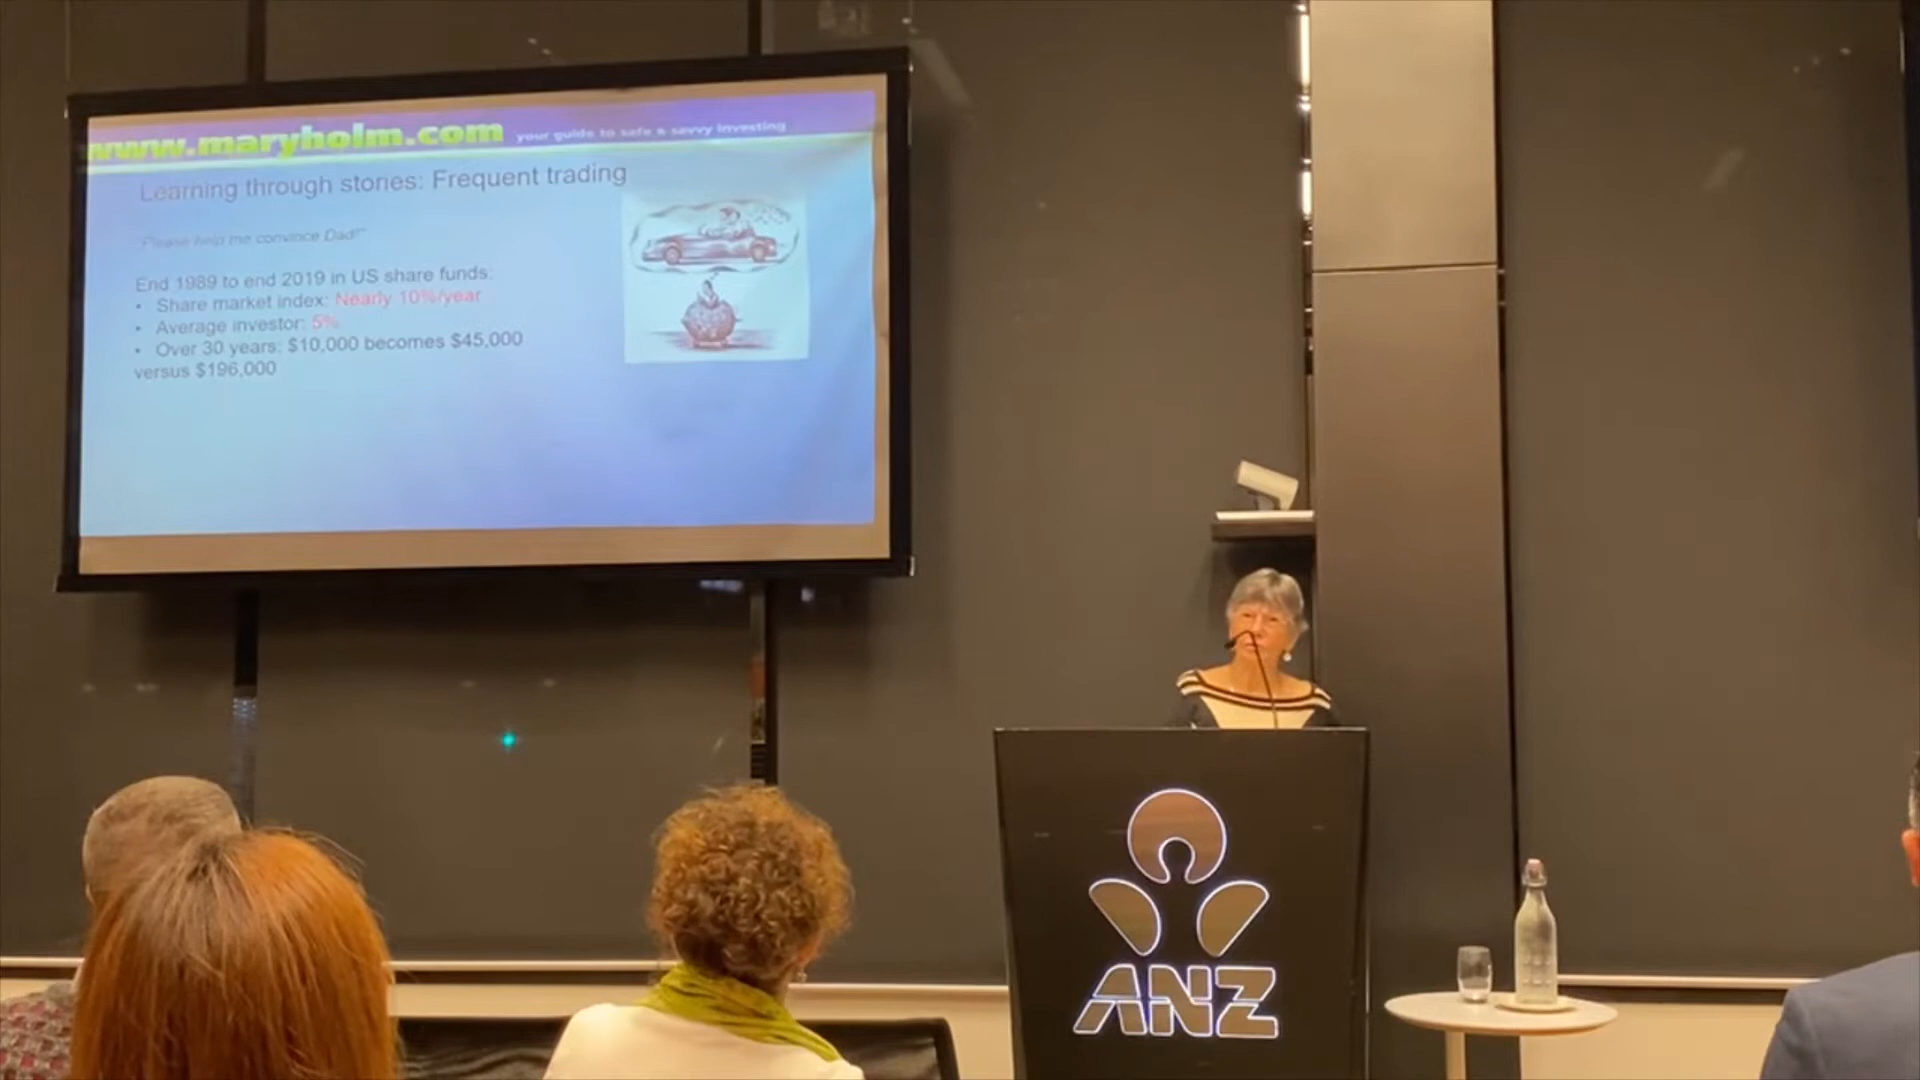 www.maryholm.com your guide to safe & savvy investing
Learning through stories: Frequent trading
"Please help me convince Dad!"
End 1989 to end 2019 in US share funds:
• Share market index: Nearly 10%/year
• Average investor: 5%
• Over 30 years: $10,000 becomes $45,000
versus $196,000
ANZ